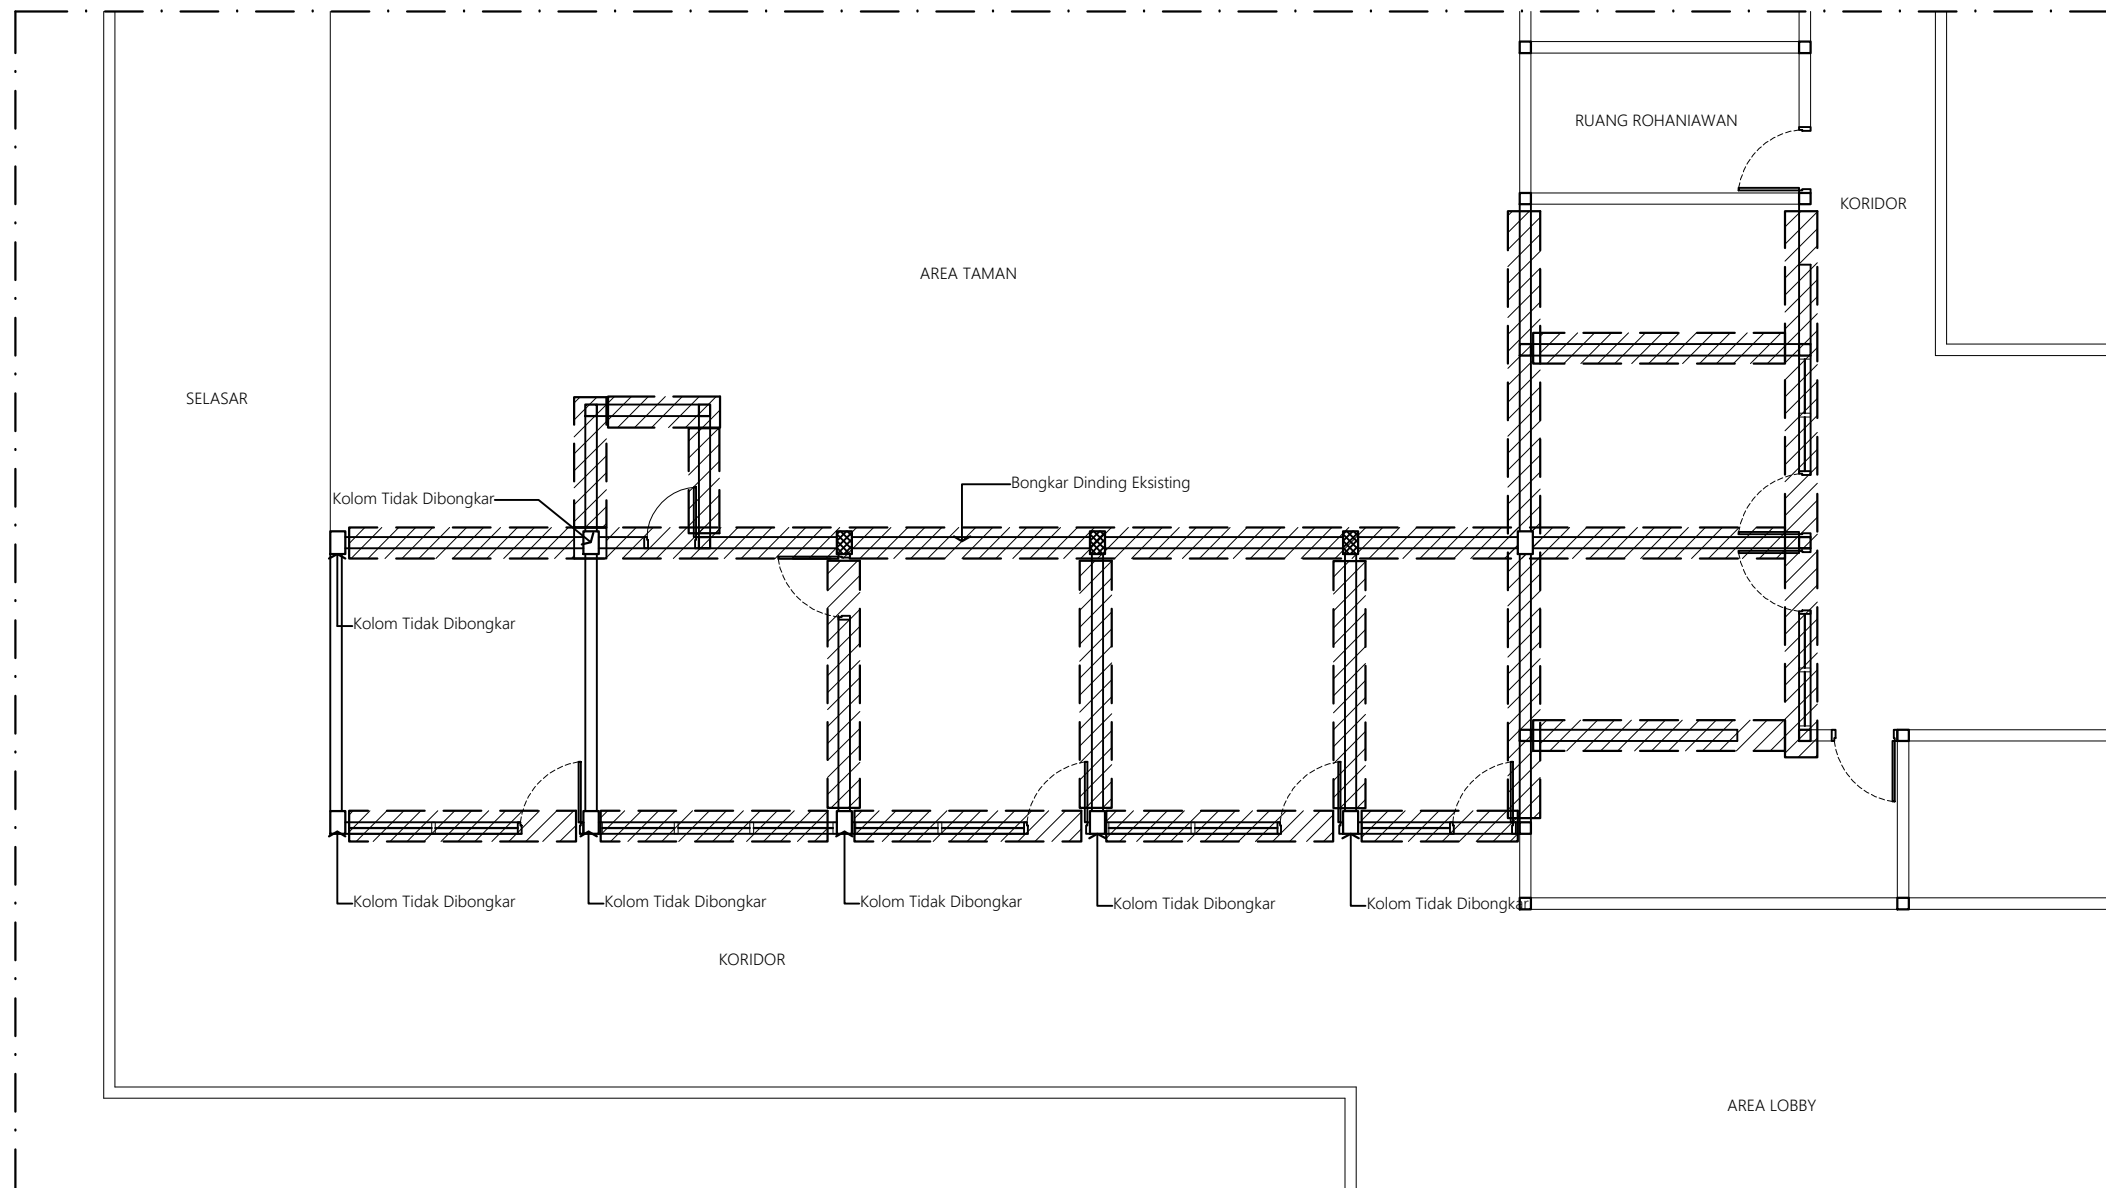 RUANG ROHANIAWAN
KORIDOR
AREA TAMAN
SELASAR
Bongkar Dinding Eksisting
Kolom Tidak Dibongkar
Kolom Tidak Dibongkar
Kolom Tidak Dibongkar
Kolom Tidak Dibongkar
Kolom Tidak Dibongkar
Kolom Tidak Dibongkar
Kolom Tidak Dibongkar
KORIDOR
AREA LOBBY